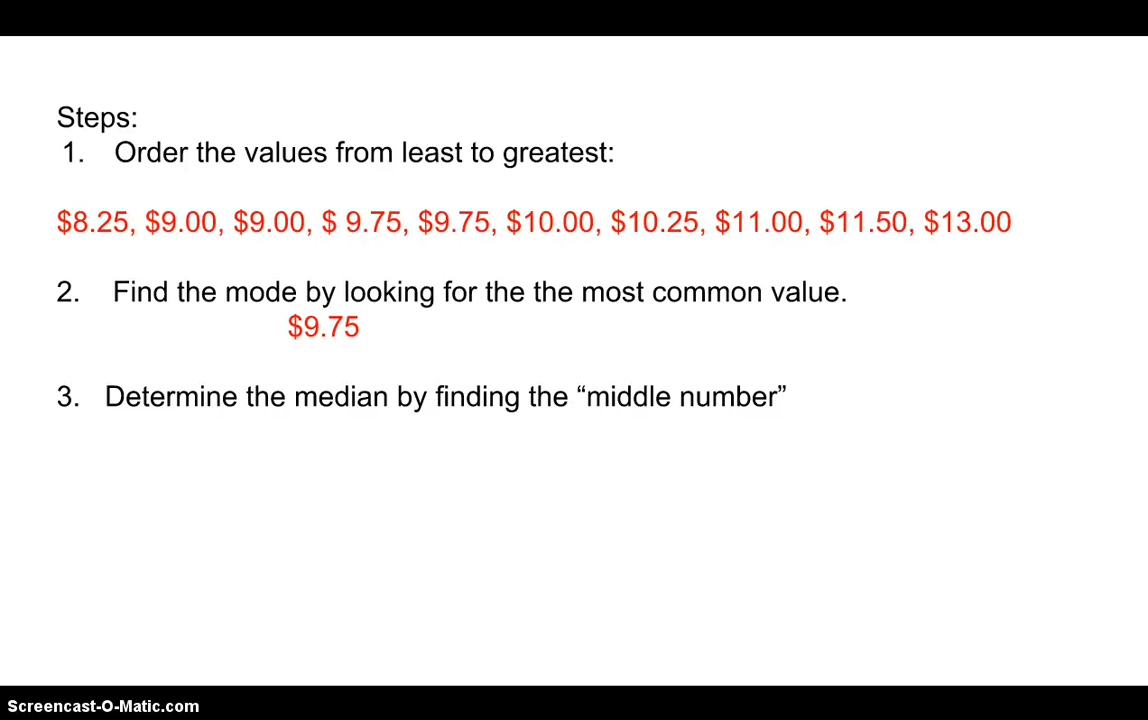 Steps:
1. Order the values from least to greatest:
$8.25, $9.00, $9.00, $ 9.75, $9.75, $10.00, $10.25, $11.00, $11.50, $13.00
2. Find the mode by looking for the the most common value.
$9.75
3. Determine the median by finding the “middle number”
Screencast-O-Matic.com